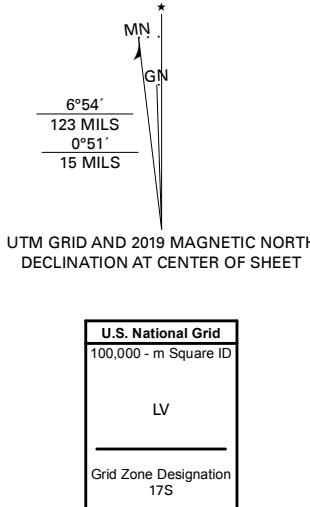 ★
MN
GN
6°54´
123 MILS
0°51´
15 MILS
UTM GRID AND 2019 MAGNETIC NORTH
DECLINATION AT CENTER OF SHEET
U.S. National Grid
100,000 - m Square ID
LV
Grid Zone Designation
17S